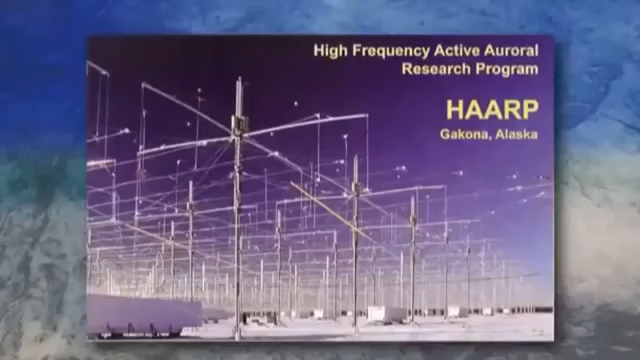 High Frequency Active Auroral
Research Program
HAARP
Gakona, Alaska